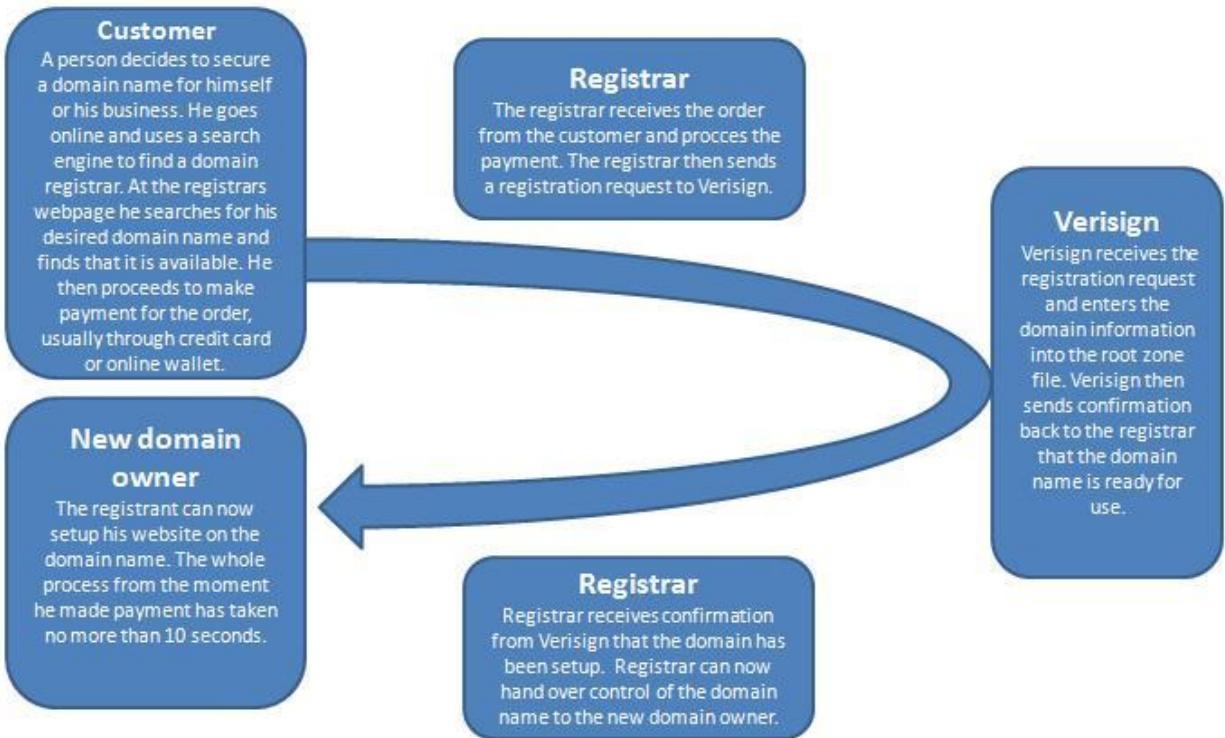 Customer
A person decides to secure
a domain name for himself
or his business. He goes
online and uses a search
engine to find a domain
registrar. At the registrars
webpage he searches for his
desired domain name and
finds that it is available. He
then proceeds to make
payment for the order,
usually through credit card
or online wallet.
Registrar
The registrar receives the order
from the customer and procces the
payment. The registrar then sends
a registration request to Verisign.
Verisign
Verisign receives the
registration request
and enters the
domain information
into the root zone
file. Verisign then
sends confirmation
back to the registrar
that the domain
name is ready for
use.
Registrar
Registrar receives confirmation
from Verisign that the domain has
been setup. Registrar can now
hand over control of the domain
name to the new domain owner.
New domain
owner
The registrant can now
setup his website on the
domain name. The whole
process from the moment
he made payment has taken
no more than 10 seconds.